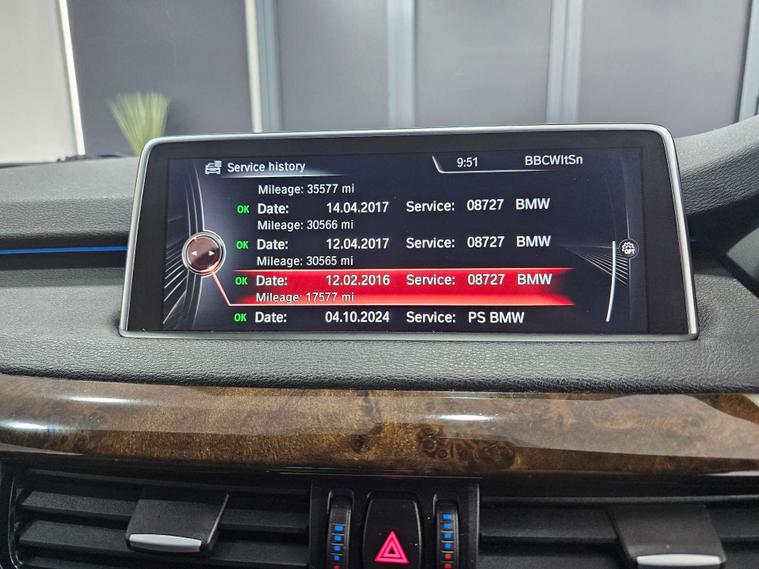 Service history 9:51 BBCWltSn
Mileage: 35577 mi
OK Date: 14.04.2017 Service: 08727 BMW
Mileage: 30566 mi
OK Date: 12.04.2017 Service: 08727 BMW
Mileage: 30565 mi
OK Date: 12.02.2016 Service: 08727 BMW
Mileage: 17577 mi
OK Date: 04.10.2024 Service: PS BMW
OPT